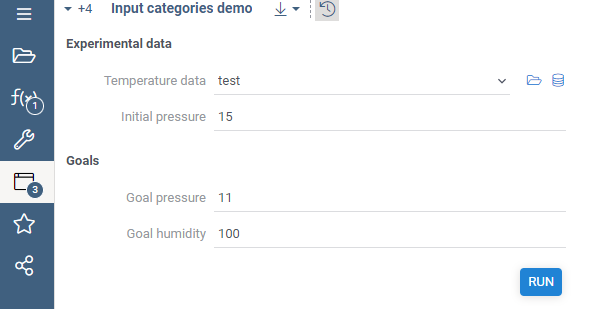 +4 Input categories demo
Experimental data
Temperature data test
f(x) 1
Initial pressure 15
Goals
3
Goal pressure 11
Goal humidity 100
RUN